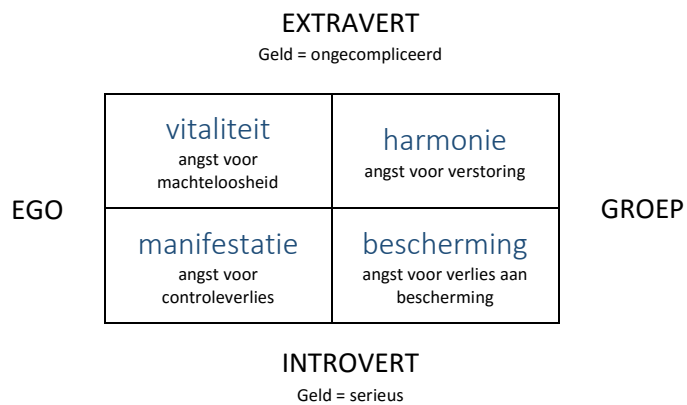 EXTRAVERT
Geld = ongecompliceerd
vitaliteit
angst voor
machteloosheid
harmonie
angst voor verstoring
EGO
GROEP
manifestatie
angst voor
controleverlies
bescherming
angst voor verlies aan
bescherming
INTROVERT
Geld = serieus